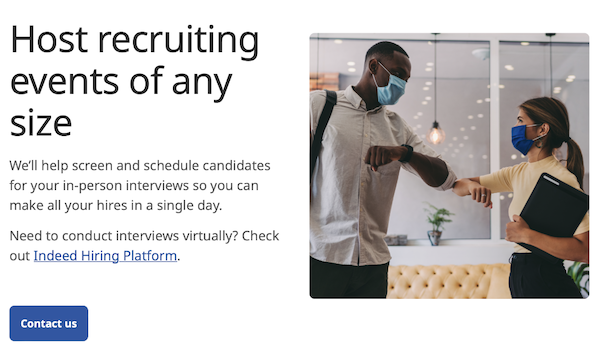 Host recruiting
events of any
size
We'll help screen and schedule candidates
for your in-person interviews so you can
make all your hires in a single day.
Need to conduct interviews virtually? Check
out Indeed Hiring Platform.
Contact us